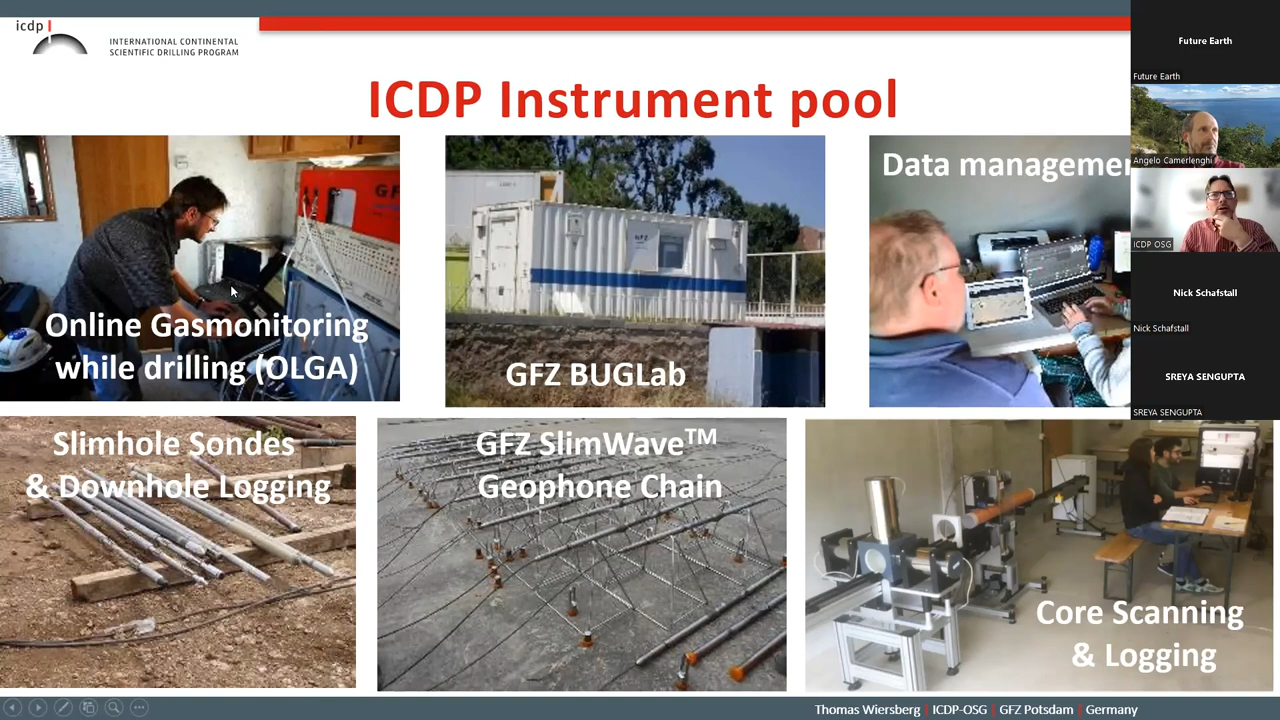 icdp
INTERNATIONAL CONTINENTAL
SCIENTIFIC DRILLING PROGRAM
ICDP Instrument pool
Online Gasmonitoring
while drilling (OLGA)
GFZ
GFZ BUGLab
Data managemen
Slimhole Sondes
& Downhole Logging
GFZ SlimWave™
Geophone Chain
Core Scanning
& Logging
Future Earth
Future Earth
Angelo Camerlenghi
ICDP OSG
Nick Schafstall
Nick Schafstall
SREYA SENGUPTA
SREYA SENGUPTA
Thomas Wiersberg | ICDP-OSG | GFZ Potsdam | Germany